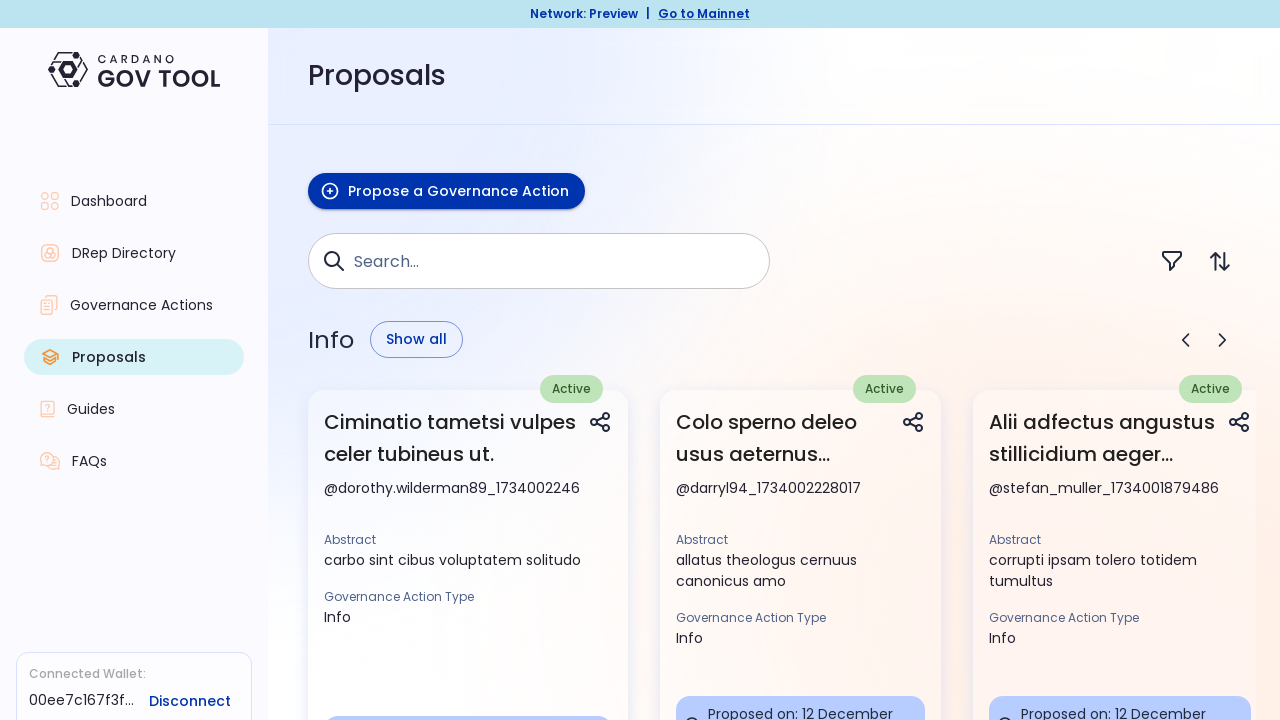 Network: Preview | Go to Mainnet
CARDANO
GOV TOOL
Proposals
Dashboard
DRep Directory
Governance Actions
Proposals
Guides
FAQs
Connected Wallet:
00ee7c167f3f...
Disconnect
Propose a Governance Action
Search...
Info
Show all
Active
Ciminatio tametsi vulpes
celer tubineus ut.
@dorothy.wilderman89_1734002246
Abstract
carbo sint cibus voluptatem solitudo
Governance Action Type
Info
Active
Colo sperno deleo
usus aeternus...
@darryl94_1734002228017
Abstract
allatus theologus cernuus
canonicus amo
Governance Action Type
Info
Proposed on: 12 December
Active
Alii adfectus angustus
stillicidium aeger...
@stefan_muller_1734001879486
Abstract
corrupti ipsam tolero totidem
tumultus
Governance Action Type
Info
Proposed on: 12 December